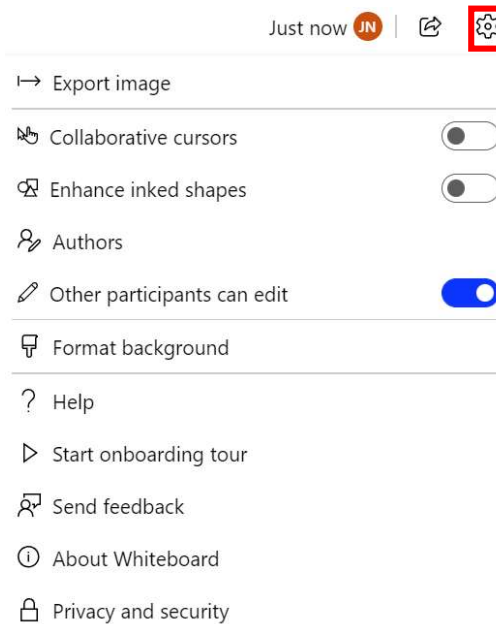 Just now JN
Export image
Collaborative cursors
Enhance inked shapes
Authors
Other participants can edit
Format background
Help
Start onboarding tour
Send feedback
About Whiteboard
Privacy and security